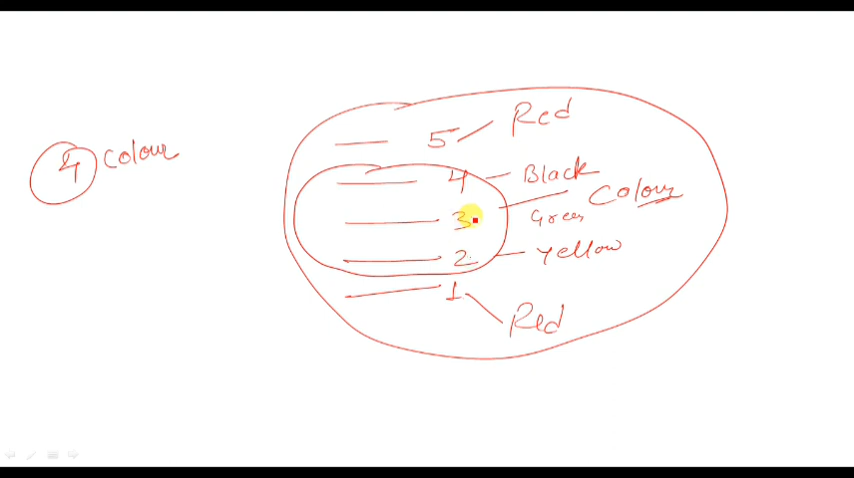 4 Colour
5 Red
4 Black
Colour
3 Green
2 Yellow
1 Red